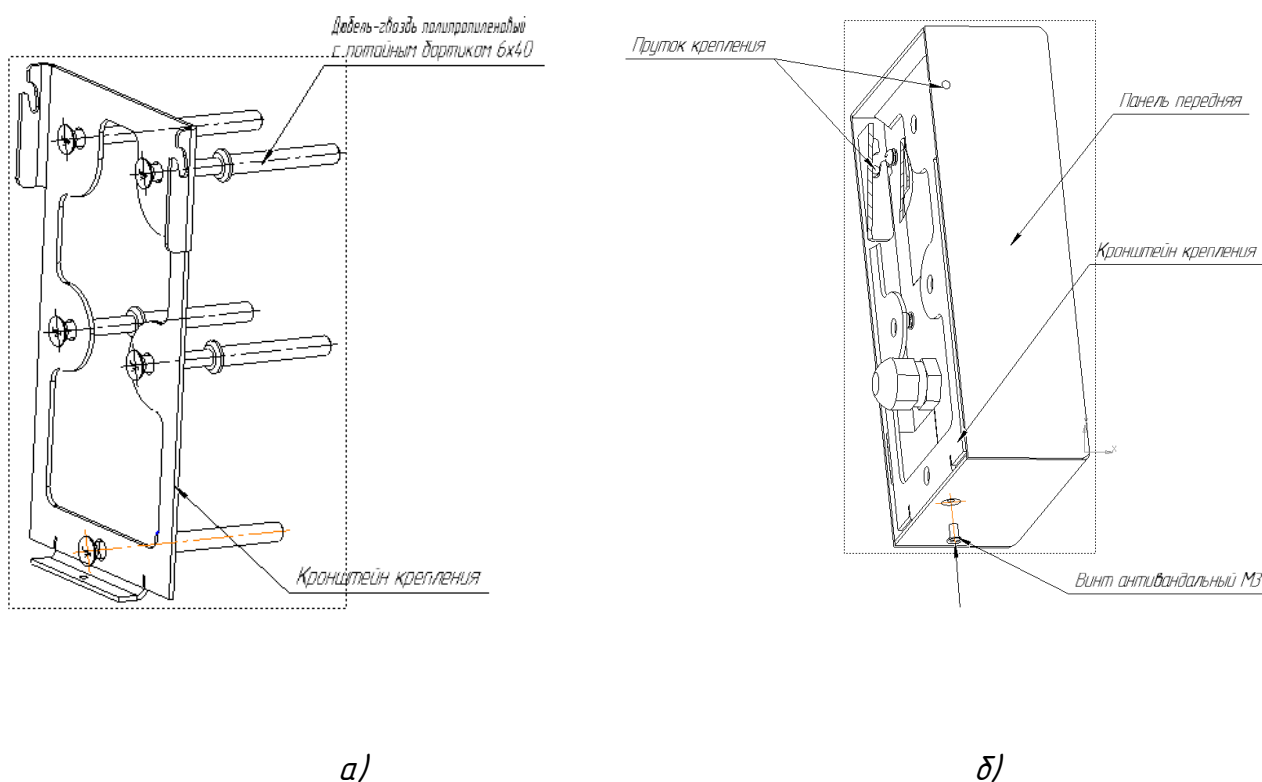 Дюбель-гвоздь полипропиленовый
с потайным бортиком 6х40
Кронштейн крепления
а)
Пруток крепления
Панель передняя
Кронштейн крепления
X
Винт антивандальный М3
б)